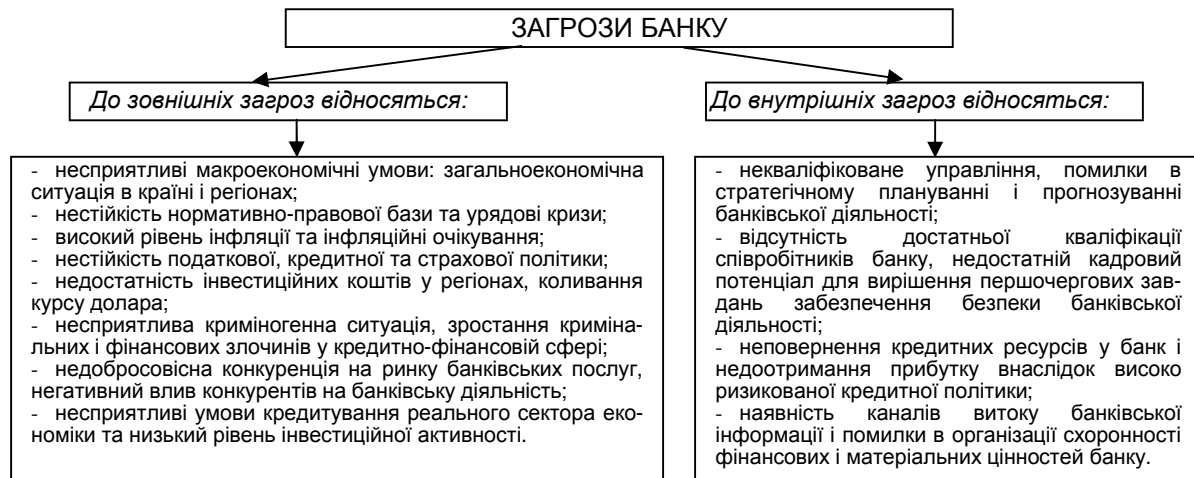 ЗАГРОЗИ БАНКУ
До зовнішніх загроз відносяться:
- несприятливі макроекономічні умови: загальноекономічна
ситуація в країні і регіонах;
- нестійкість нормативно-правової бази та урядові кризи;
- високий рівень інфляції та інфляційні очікування;
- нестійкість податкової, кредитної та страхової політики;
- недостатність інвестиційних коштів у регіонах, коливання
курсу долара;
- несприятлива криміногенна ситуація, зростання криміна-
льних і фінансових злочинів у кредитно-фінансовій сфері;
- недобросовісна конкуренція на ринку банківських послуг,
негативний влив конкурентів на банківську діяльність;
- несприятливі умови кредитування реального сектора еко-
номіки та низький рівень інвестиційної активності.
До внутрішніх загроз відносяться:
- некваліфіковане управління, помилки в
стратегічному плануванні і прогнозуванні
банківської діяльності;
- відсутність достатньої кваліфікації
співробітників банку, недостатній кадровий
потенціал для вирішення першочергових зав-
дань забезпечення безпеки банківської
діяльності;
- неповернення кредитних ресурсів у банк і
недоотримання прибутку внаслідок високо
ризикованої кредитної політики;
- наявність каналів витоку банківської
інформації і помилки в організації схоронності
фінансових і матеріальних цінностей банку.